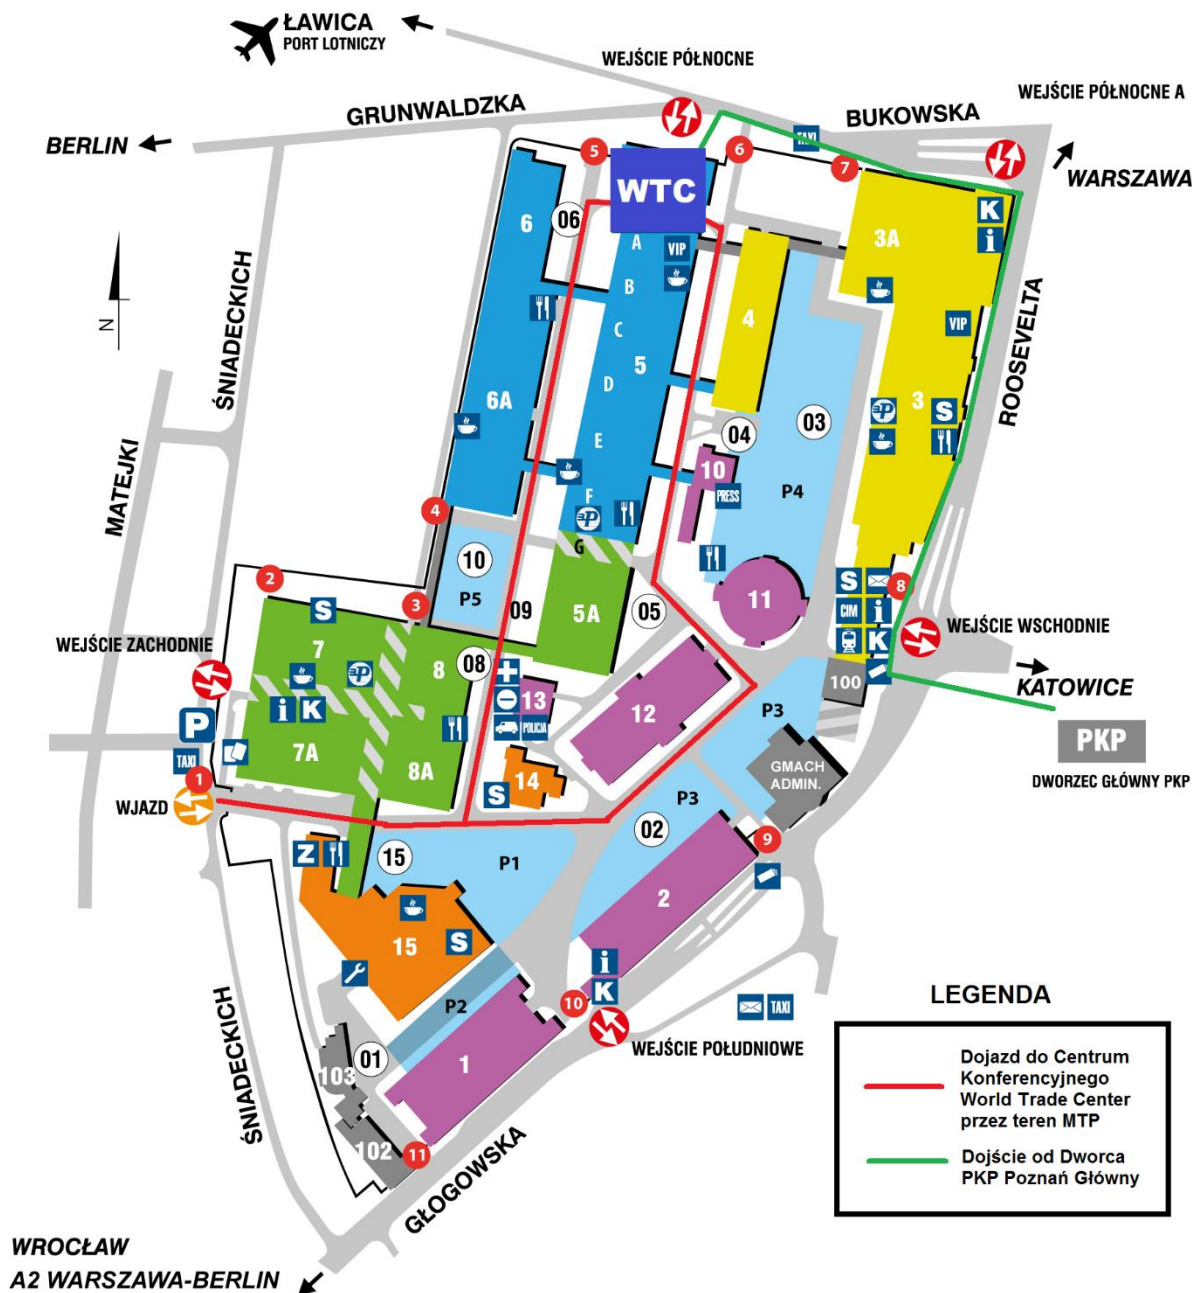 ŁAWICA
PORT LOTNICZY
WEJŚCIE PÓŁNOCNE
WEJŚCIE PÓŁNOCNE A
GRUNWALDZKA
BUKOWSKA
BERLIN
WARSZAWA
TAXI
5
6
7
WTC
K
i
6
06
A
VIP
3A
B
C
4
VIP
5
D
ŚNIADECKICH
N
ROOSEVELTA
6A
3
P
S
E
04
03
10
F
PRESS
P4
P
MATEJKI
4
G
10
P5
2
S
3
09
5A
05
11
S
8
CIM
i
K
WEJŚCIE WSCHODNIE
KATOWICE
WEJŚCIE ZACHODNIE
7
P
8
08
13
POLICJA
12
100
P3
PKP
DWORZEC GŁÓWNY PKP
P
TAXI
i
K
7A
8A
14
S
GMACH
ADMIN.
P3
1
WJAZD
02
9
Z
15
P1
2
15
S
i
K
10
TAXI
WEJŚCIE POŁUDNIOWE
P2
01
1
103
102
11
ŚNIADECKICH
GŁOGOWSKA
WROCŁAW
A2 WARSZAWA-BERLIN
LEGENDA
Dojazd do Centrum
Konferencyjnego
World Trade Center
przez teren MTP
Dojście od Dworca
PKP Poznań Główny